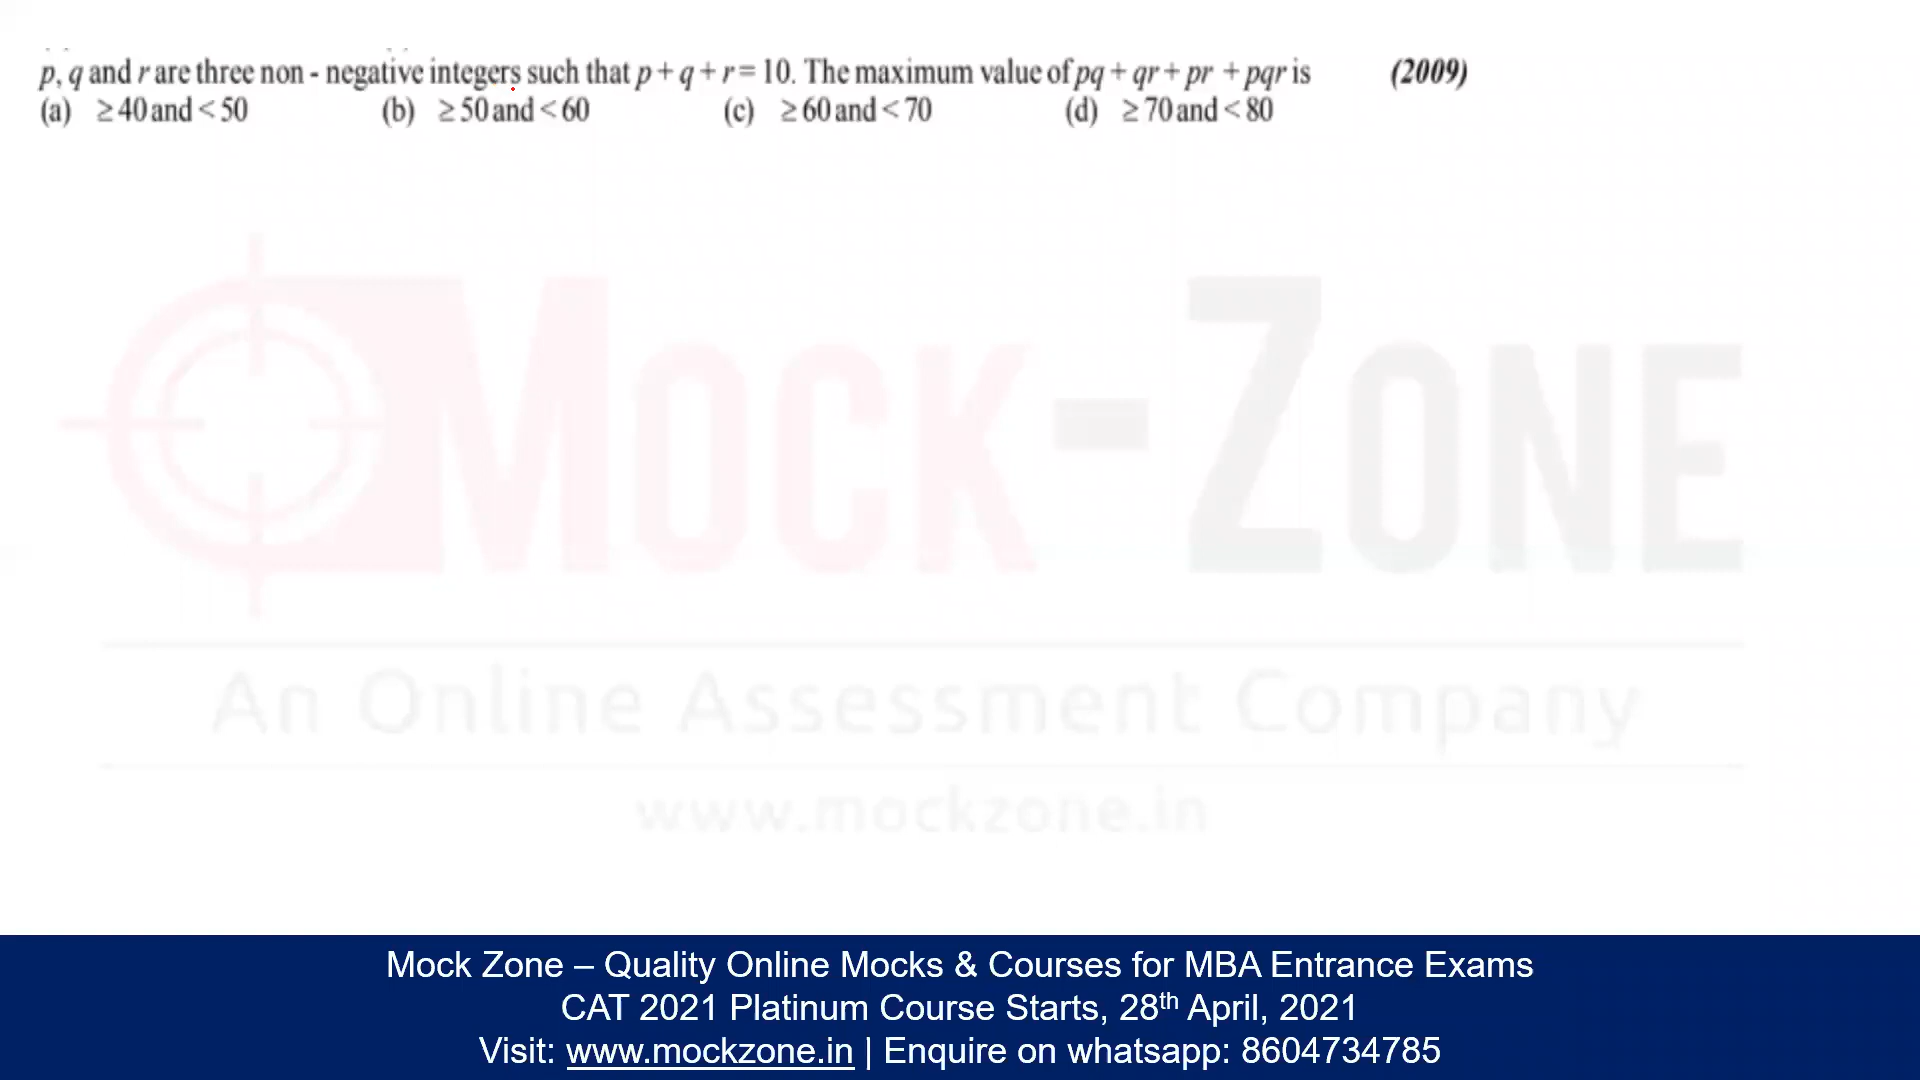 p, q and r are three non - negative integers such that p + q + r = 10. The maximum value of pq + qr + pr + pqr is (2009)
(a) ≥ 40 and < 50 (b) ≥ 50 and < 60 (c) ≥ 60 and < 70 (d) ≥ 70 and < 80
MOCK-ZONE
An Online Assessment Company
www.mockzone.in
Mock Zone – Quality Online Mocks & Courses for MBA Entrance Exams
CAT 2021 Platinum Course Starts, 28th April, 2021
Visit: www.mockzone.in | Enquire on whatsapp: 8604734785